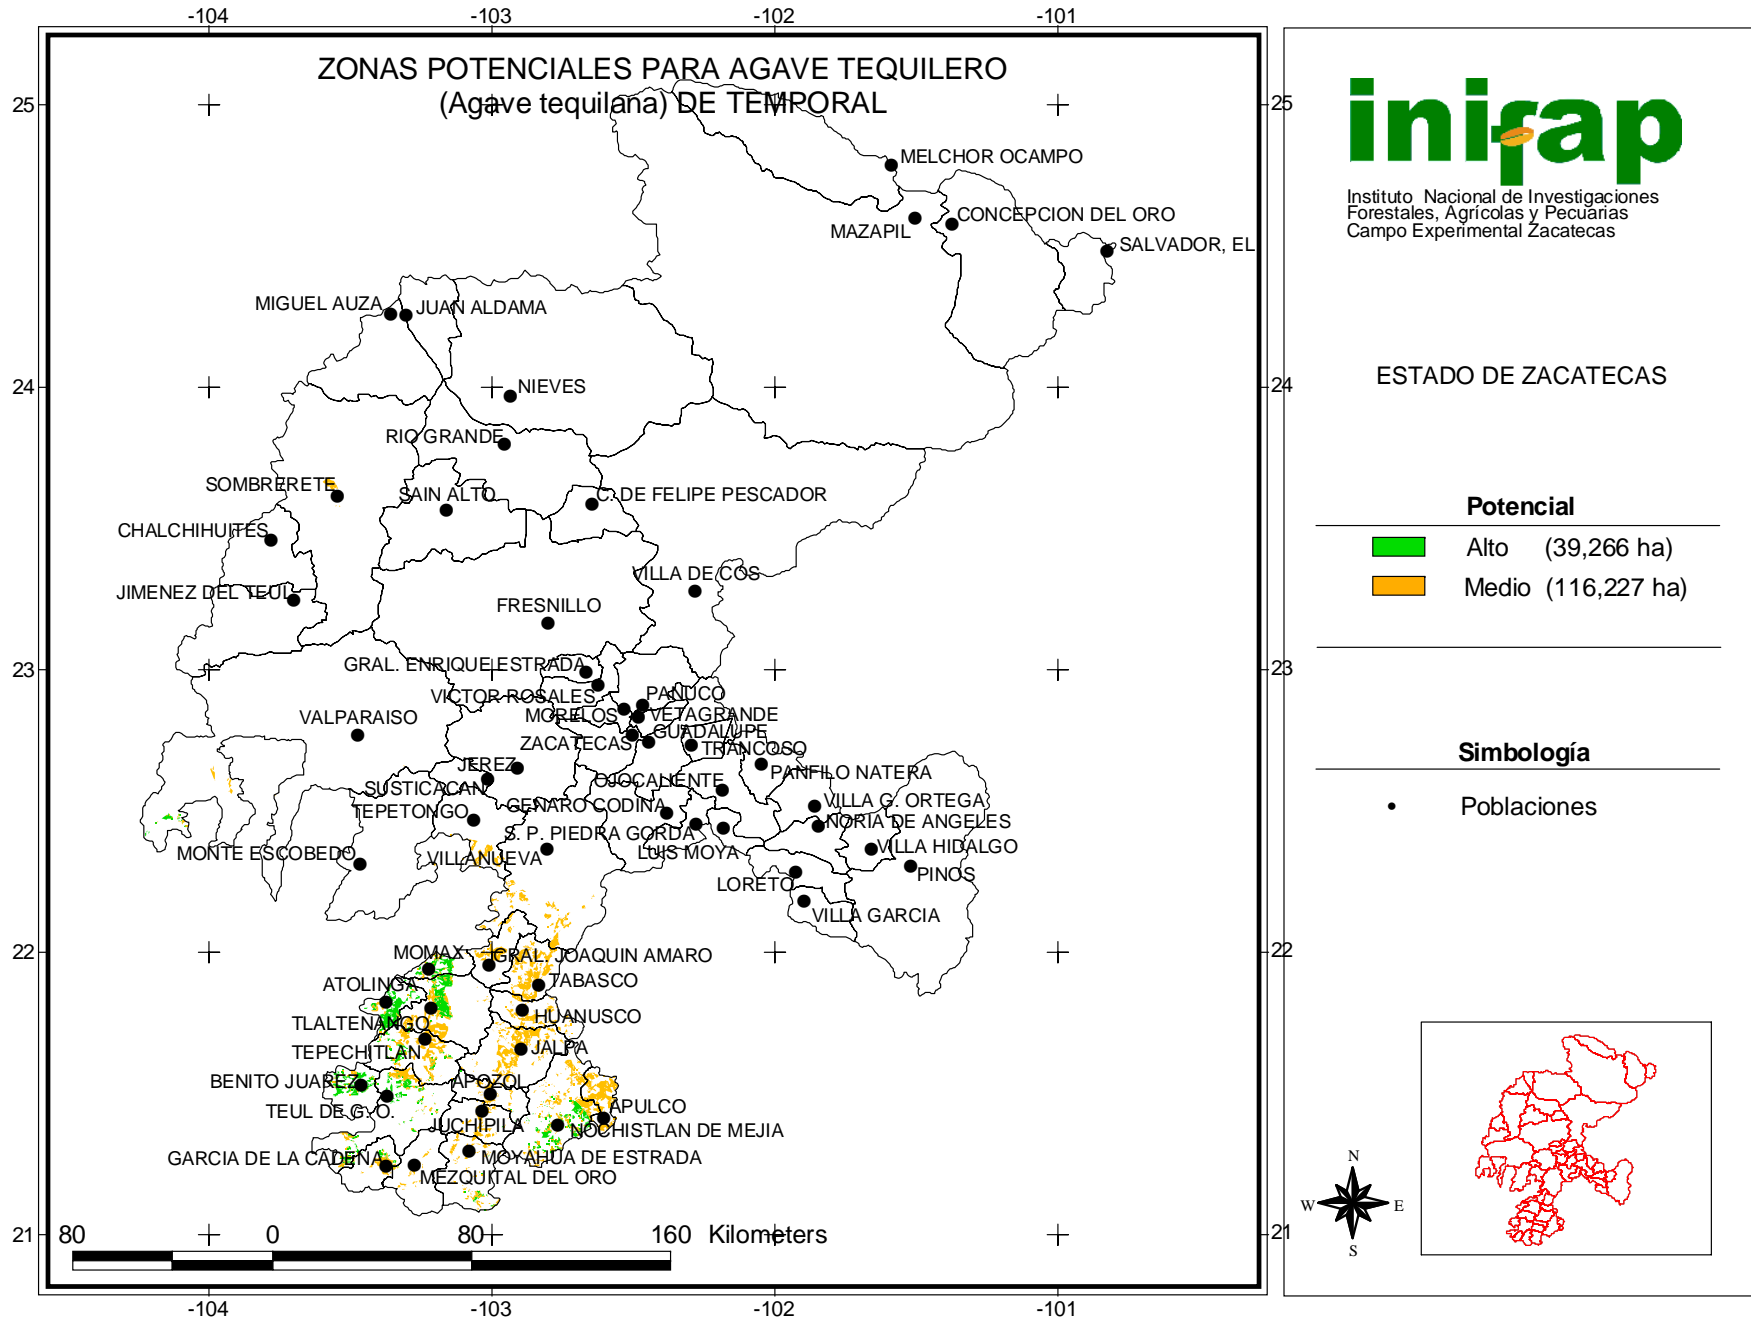 -104
-103
-102
-101
ZONAS POTENCIALES PARA AGAVE TEQUILERO
(Agave tequilana) DE TEMPORAL
25
25
MELCHOR OCAMPO
CONCEPCION DEL ORO
MAZAPIL
SALVADOR, EL
MIGUEL AUZA
JUAN ALDAMA
24
24
NIEVES
RIO GRANDE
SOMBRERETE
SAIN ALTO
C. DE FELIPE PESCADOR
CHALCHIHUITES
VILLA DE COS
JIMENEZ DEL TEUL
FRESNILLO
23
23
GRAL. ENRIQUE ESTRADA
VICTOR ROSALES
PANUCO
MORELOS
VETAGRANDE
VALPARAISO
GUADALUPE
ZACATECAS
TRANCOSO
JEREZ
PANFILO NATERA
OJOCALIENTE
SUSTICACAN
VILLA G. ORTEGA
TEPETONGO
GENARO CODINA
NORIA DE ANGELES
S. P. PIEDRA GORDA
VILLA HIDALGO
MONTE ESCOBEDO
VILLANUEVA
LUIS MOYA
PINOS
LORETO
VILLA GARCIA
22
22
MOMAX
GRAL. JOAQUIN AMARO
ATOLINGA
TABASCO
TLALTENANGO
HUANUSCO
TEPECHITLAN
JALPA
BENITO JUAREZ
APOZOL
TEUL DE G. O.
APULCO
JUCHIPILA
NOCHISTLAN DE MEJIA
GARCIA DE LA CADENA
MOYAHUA DE ESTRADA
MEZQUITAL DEL ORO
21
21
80
0
80
160 Kilometers
-104
-103
-102
-101
inifap
Instituto Nacional de Investigaciones
Forestales, Agrícolas y Pecuarias
Campo Experimental Zacatecas
ESTADO DE ZACATECAS
Potencial
Alto (39,266 ha)
Medio (116,227 ha)
Simbología
Poblaciones
N
W
E
S